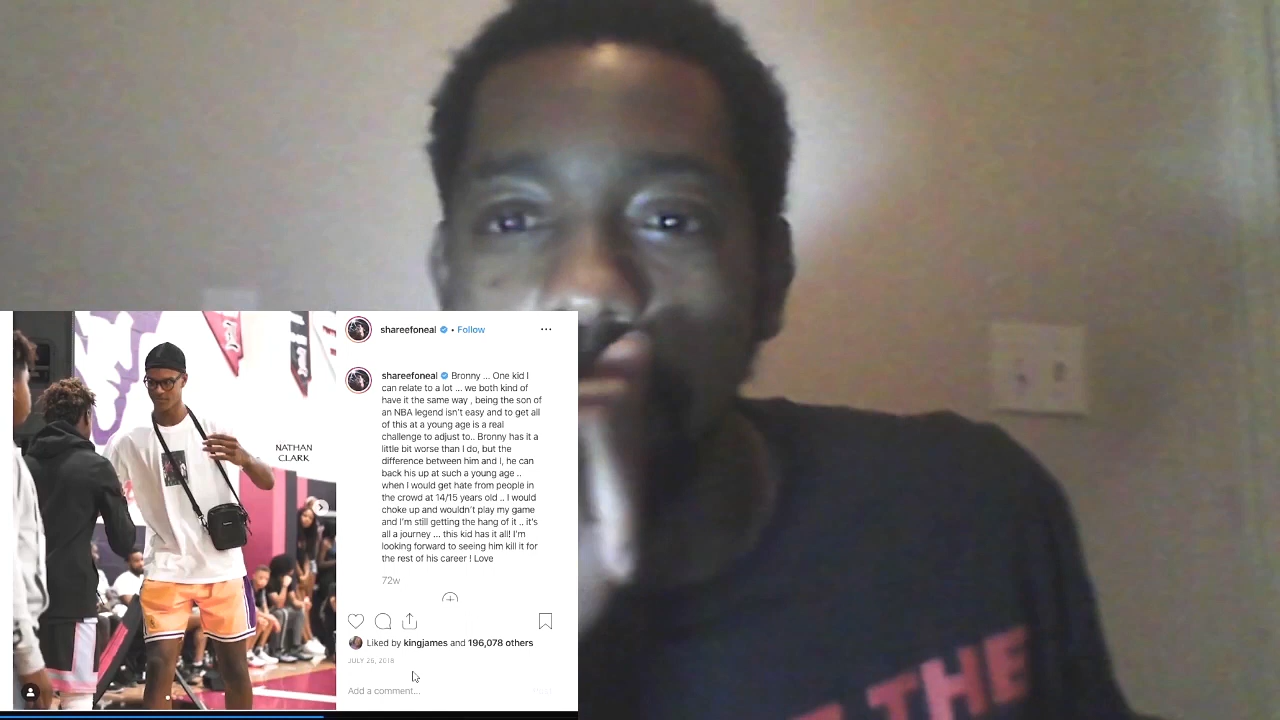 shareefoneal • Follow
shareefoneal Bronny ... One kid I
can relate to a lot ... we both kind of
have it the same way , being the son of
an NBA legend isn't easy and to get all
of this at a young age is a real
challenge to adjust to.. Bronny has it a
little bit worse than I do, but the
difference between him and I, he can
back his up at such a young age ..
when I would get hate from people in
the crowd at 14/15 years old .. I would
choke up and wouldn't play my game
and I'm still getting the hang of it .. it's
all a journey ... this kid has it all! I'm
looking forward to seeing him kill it for
the rest of his career ! Love
72w
Liked by kingjames and 196,078 others
JULY 26, 2018
Add a comment...
NATHAN
CLARK
THE